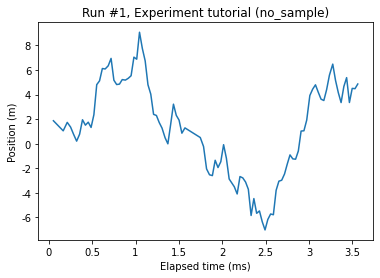 Run #1, Experiment tutorial (no_sample)
Position (m)
8
6
4
2
0
-2
-4
-6
0 0.5 1 1.5 2 2.5 3 3.5
Elapsed time (ms)